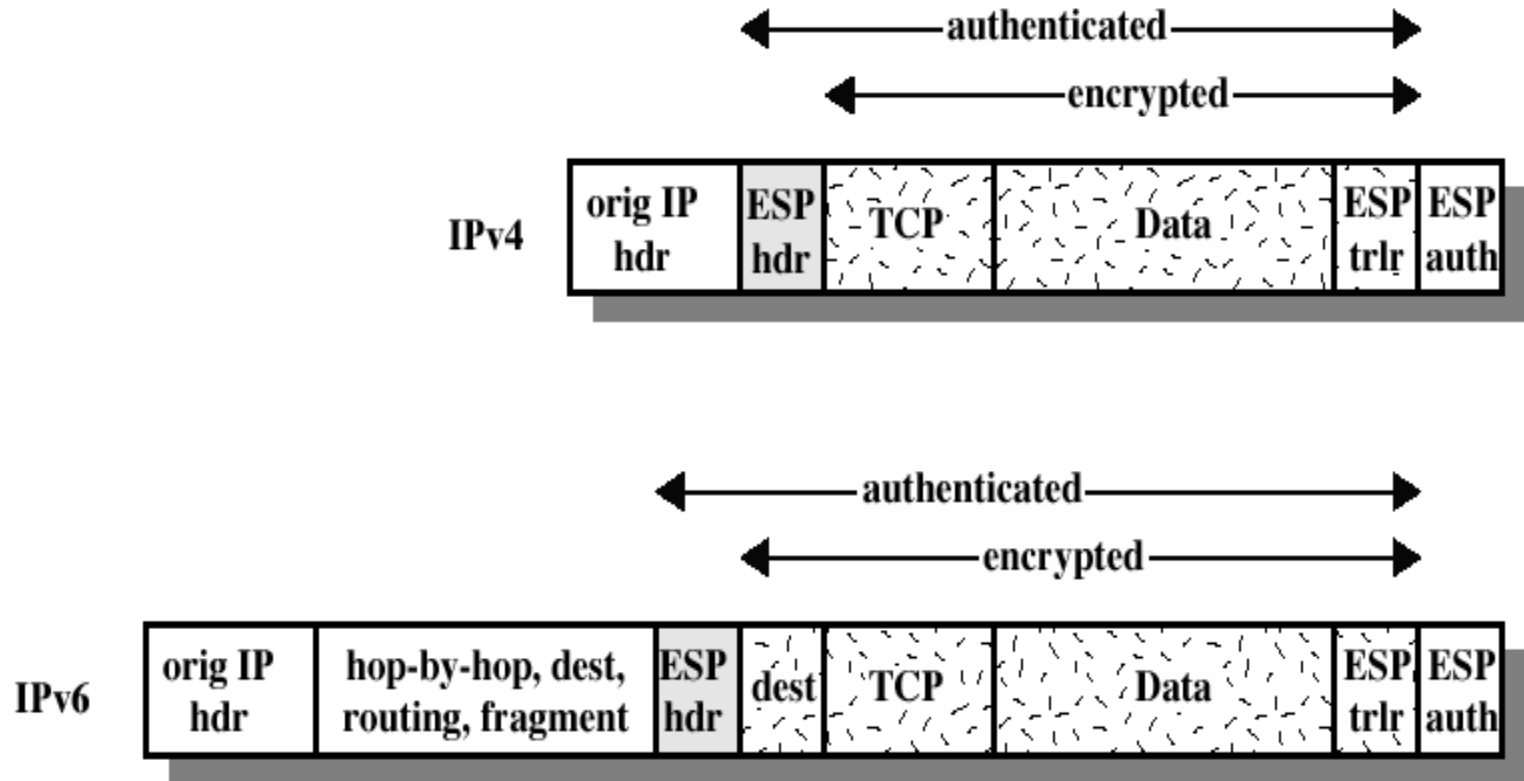 authenticated
encrypted
IPv4
orig IP
hdr
ESP
hdr
TCP
Data
ESP
trlr
ESP
auth
authenticated
encrypted
IPv6
orig IP
hdr
hop-by-hop, dest,
routing, fragment
ESP
hdr
dest
TCP
Data
ESP
trlr
ESP
auth